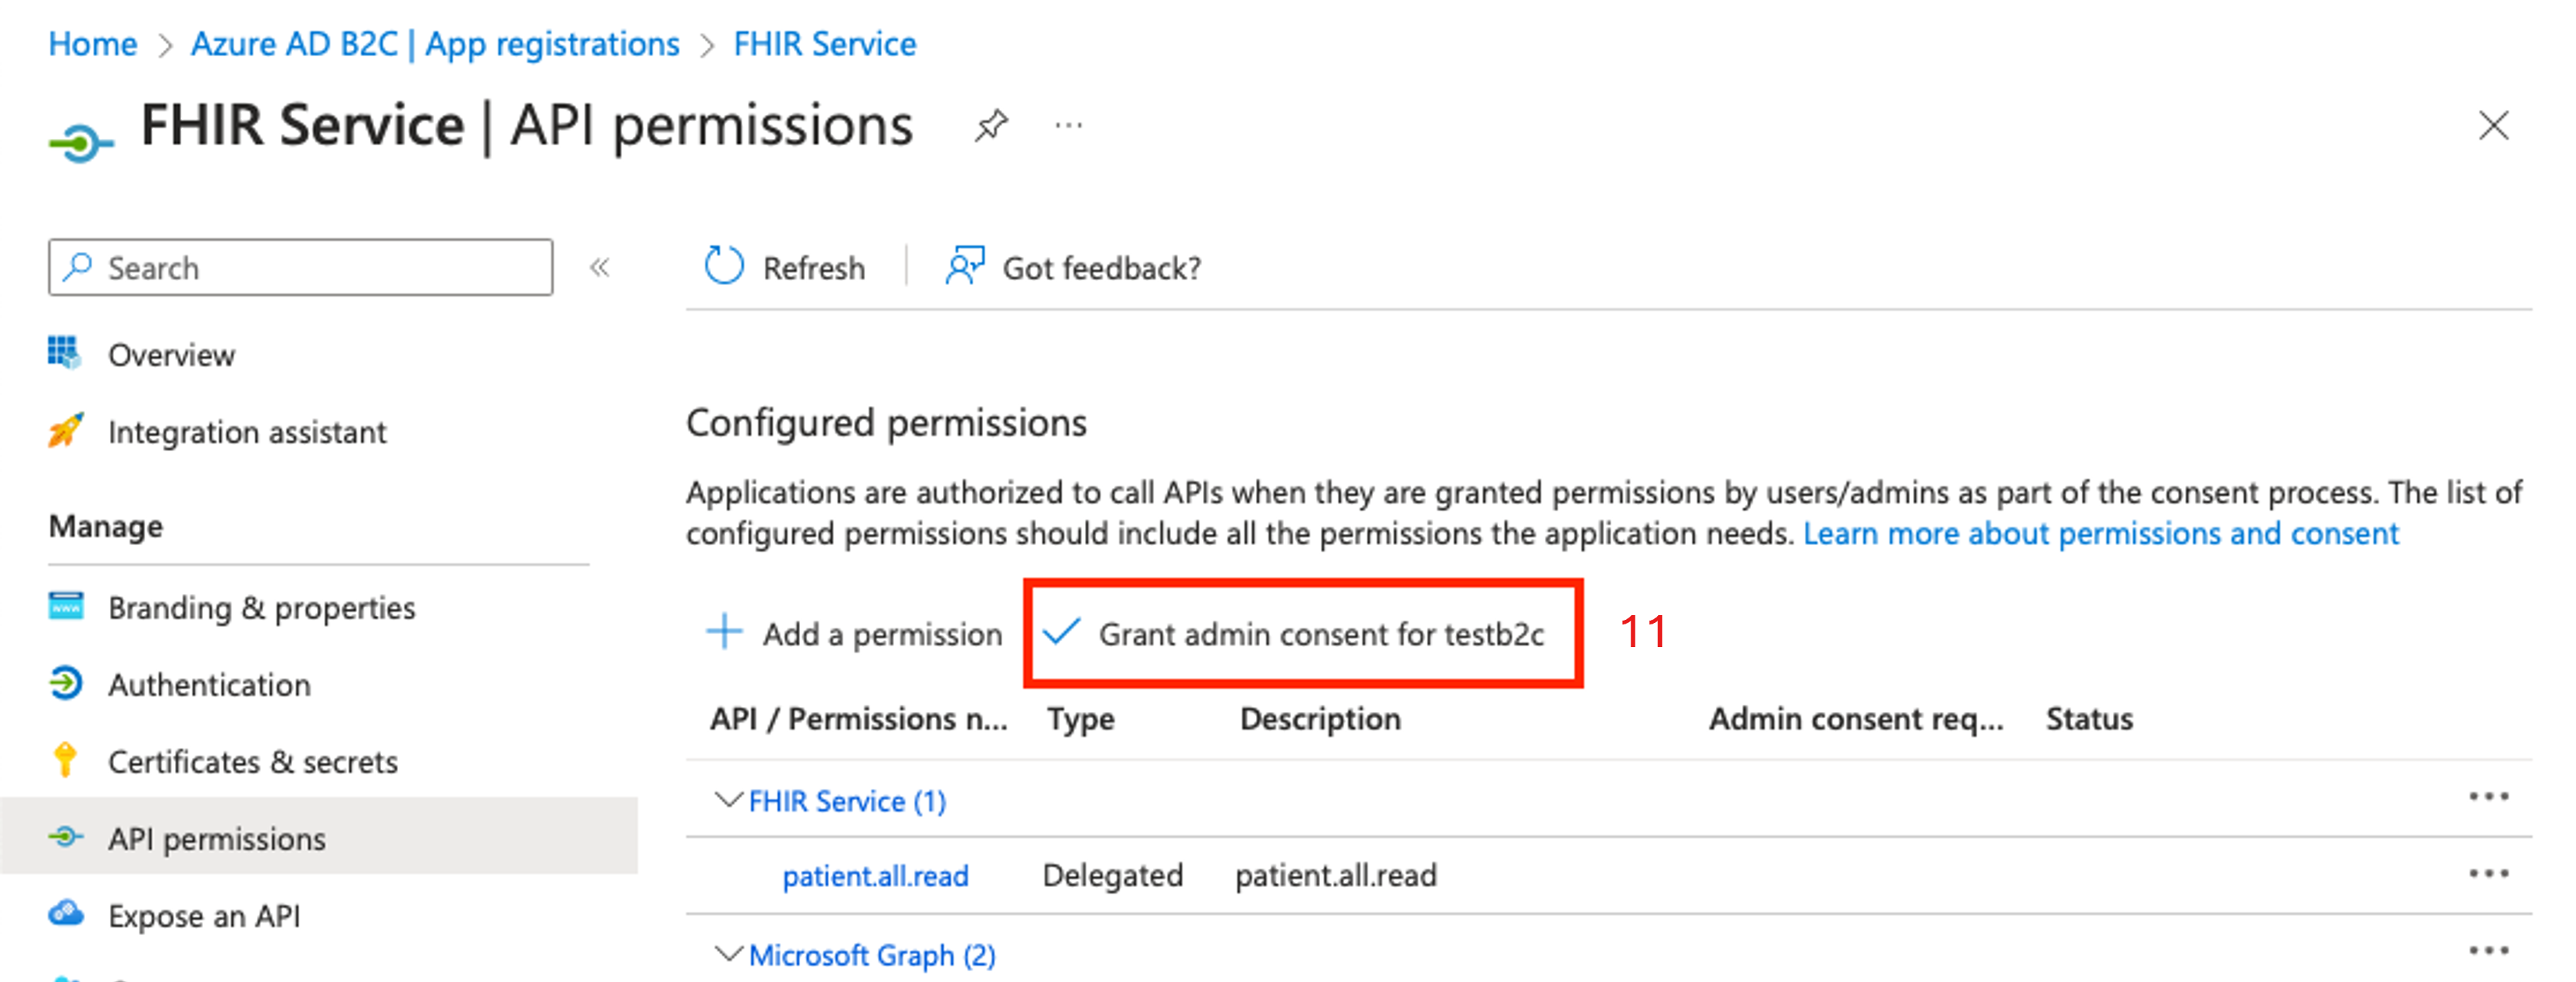 Home > Azure AD B2C | App registrations > FHIR Service
FHIR Service | API permissions ...
Search «
Overview
Integration assistant
Manage
Branding & properties
Authentication
Certificates & secrets
API permissions
Expose an API
Refresh | Got feedback?
Configured permissions
Applications are authorized to call APIs when they are granted permissions by users/admins as part of the consent process. The list of
configured permissions should include all the permissions the application needs. Learn more about permissions and consent
Add a permission Grant admin consent for testb2c 11
API / Permissions n... Type Description Admin consent req... Status
FHIR Service (1) ...
patient.all.read Delegated patient.all.read ...
Microsoft Graph (2) ...